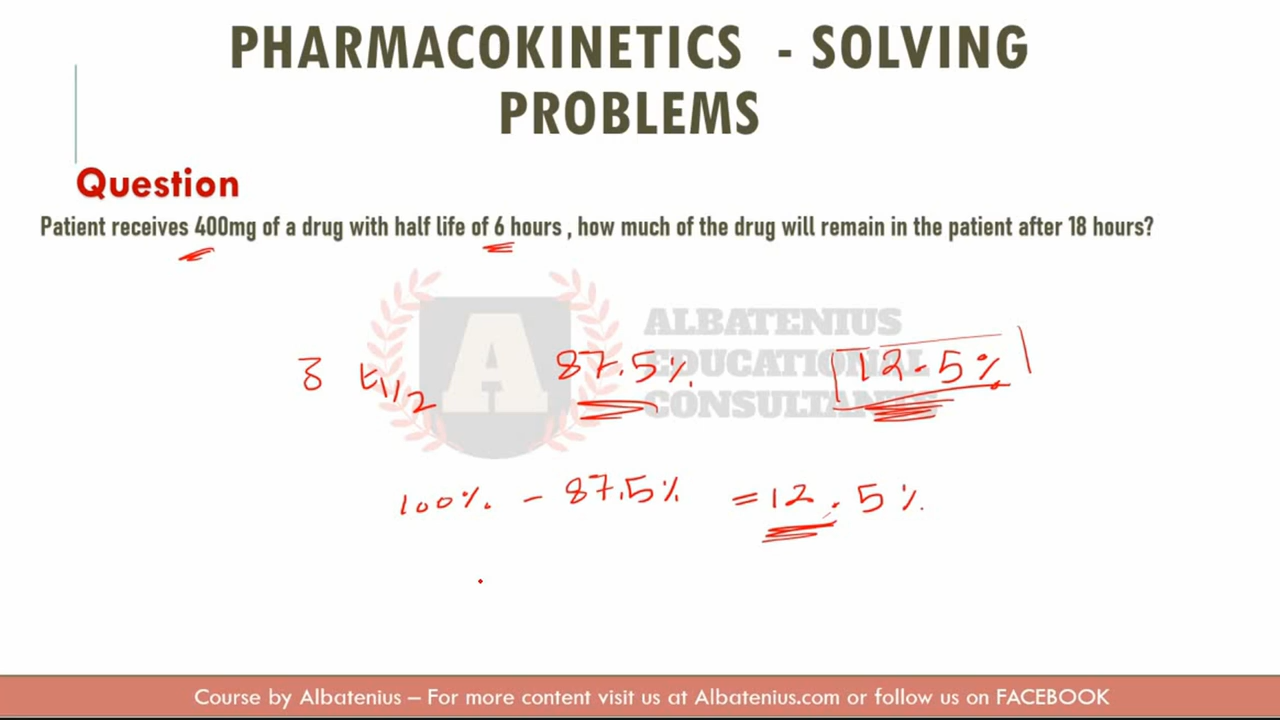 PHARMACOKINETICS - SOLVING
PROBLEMS
Question
Patient receives 400mg of a drug with half life of 6 hours , how much of the drug will remain in the patient after 18 hours?
A
ALBATENIUS
EDUCATIONAL
CONSULTANTS
3 t1/2 87.5% 12.5%
100% - 87.5% = 12.5%
Course by Albatenius – For more content visit us at Albatenius.com or follow us on FACEBOOK